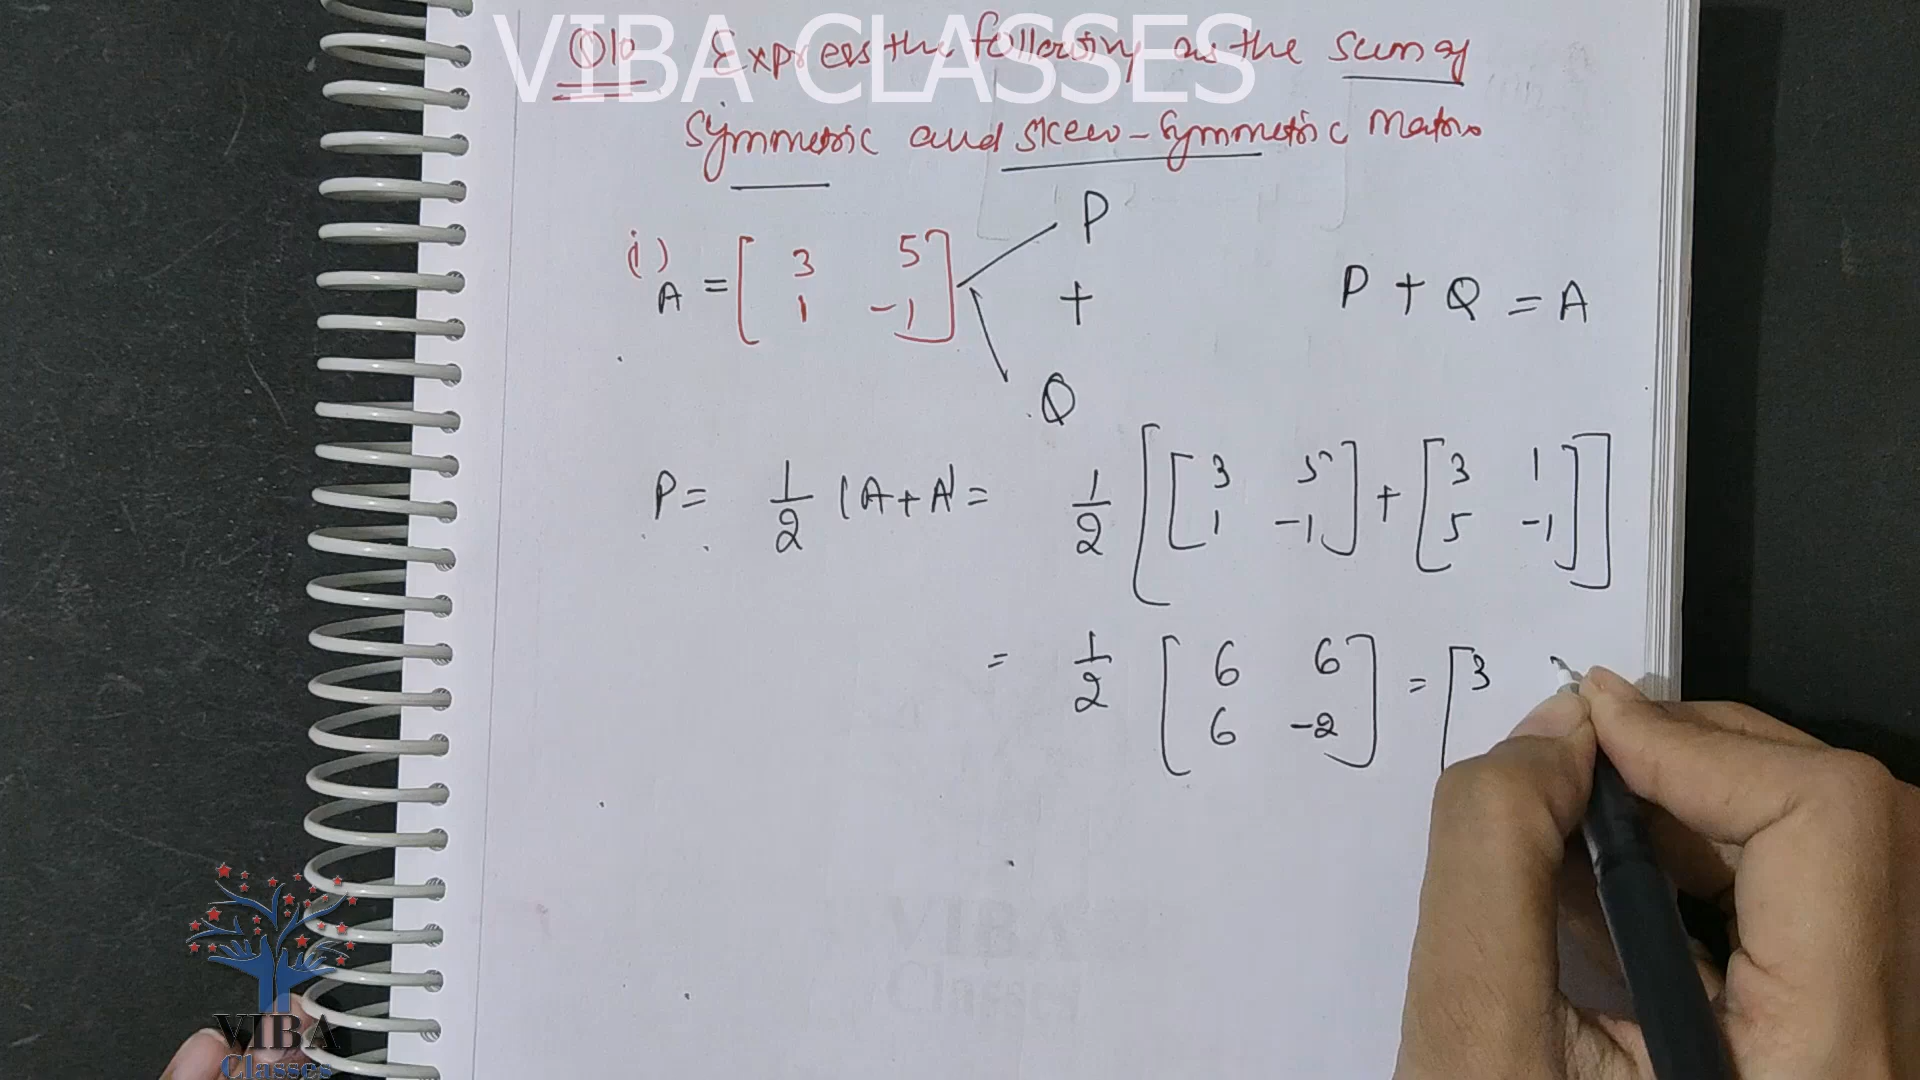 VIBA CLASSES
Q10. Express the following as the sum of
symmetric and skew-symmetric Matrix
(i) A = [ 3 5
1 -1 ]
P
+
Q
P + Q = A
P = 1/2 (A + A' = 1/2 [ [ 3 5
1 -1 ] + [ 3 1
5 -1 ] ]
= 1/2 [ 6 6
6 -2 ] = [ 3
VIBA
Classes